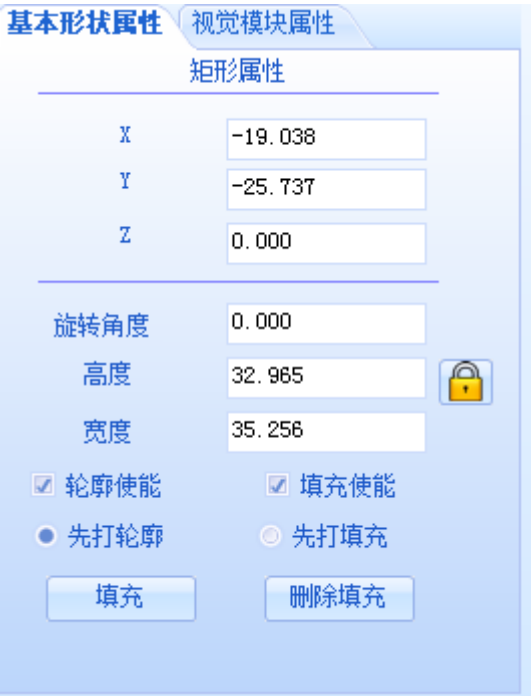 基本形状属性 视觉模块属性
矩形属性
X -19.038
Y -25.737
Z 0.000
旋转角度 0.000
高度 32.965
宽度 35.256
轮廓使能 填充使能
先打轮廓 先打填充
填充 删除填充